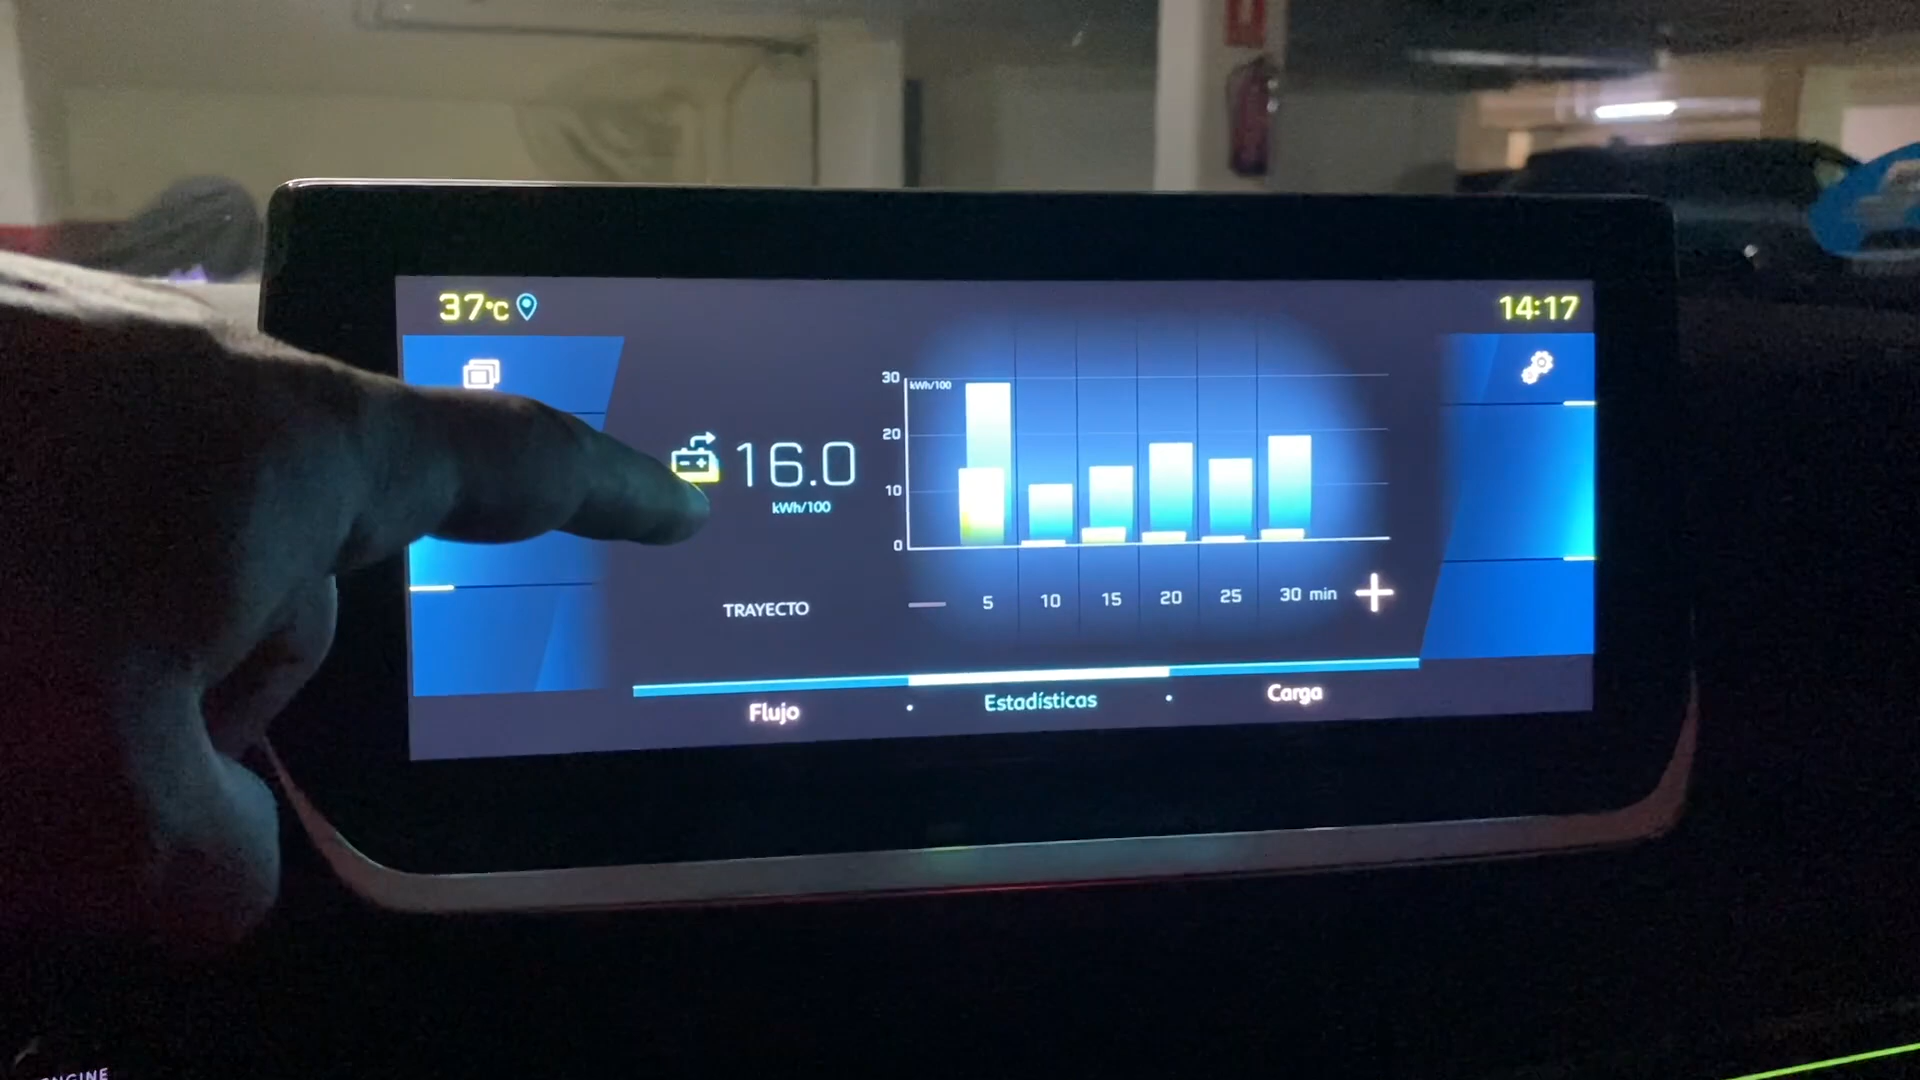 37°C
14:17
30
kWh/100
20
10
0
16.0
kWh/100
TRAYECTO
5
10
15
20
25
30 min
Flujo
Estadísticas
Carga